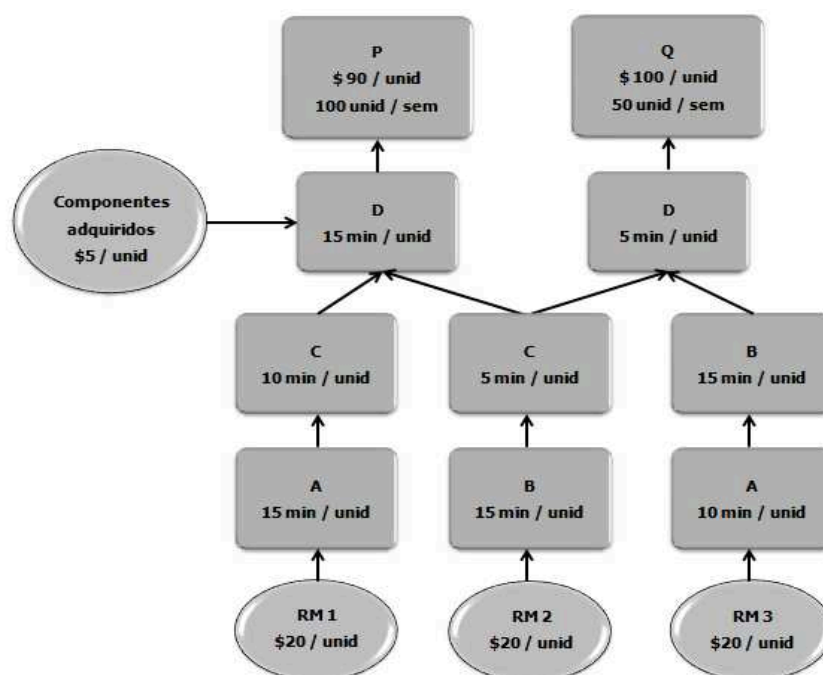 P
$ 90 / unid
100 unid / sem
Q
$ 100 / unid
50 unid / sem
Componentes
adquiridos
$5 / unid
D
15 min / unid
D
5 min / unid
C
10 min / unid
C
5 min / unid
B
15 min / unid
A
15 min / unid
B
15 min / unid
A
10 min / unid
RM 1
$20 / unid
RM 2
$20 / unid
RM 3
$20 / unid